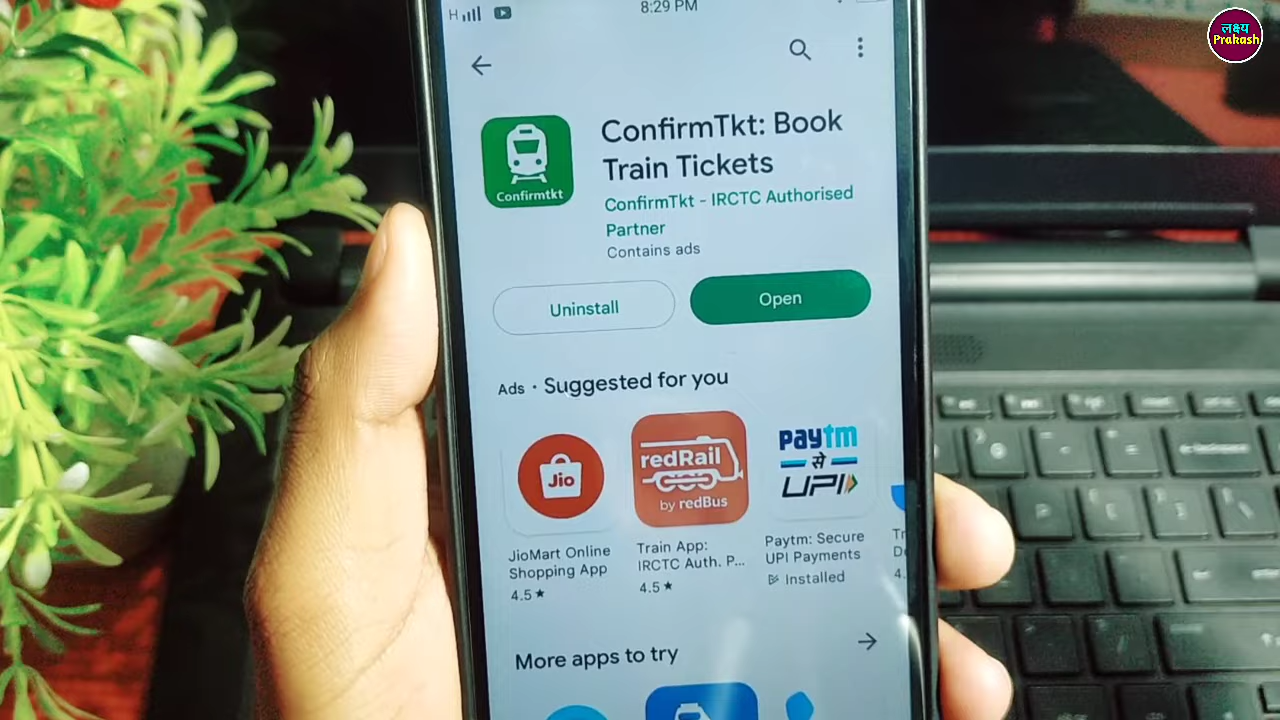 H
8:29 PM
लक्ष्य
Prakash
ConfirmTkt: Book
Train Tickets
Confirmtkt
ConfirmTkt - IRCTC Authorised
Partner
Contains ads
Uninstall
Open
Ads · Suggested for you
Jio
redRail
by redBus
paytm
से
UPI
JioMart Online
Shopping App
4.5★
Train App:
IRCTC Auth. P...
4.5★
Paytm: Secure
UPI Payments
Installed
4.
More apps to try